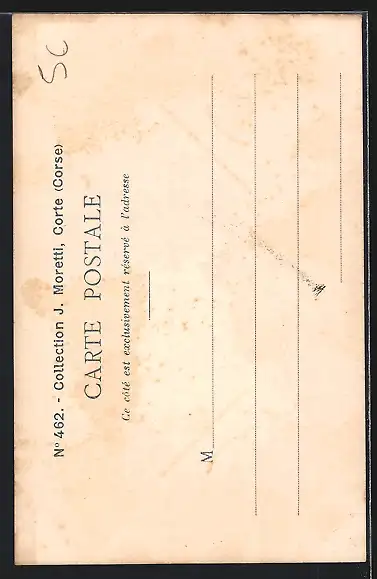 5c
N° 462. - Collection J. Moretti, Corte (Corse)
CARTE POSTALE
Ce côté est exclusivement réservé à l'adresse
M